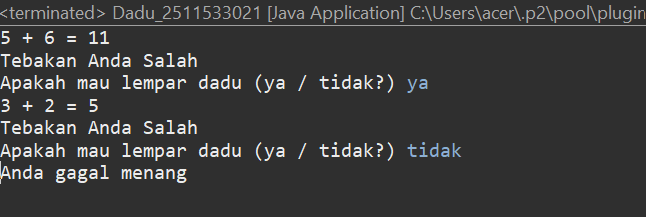 <terminated> Dadu_2511533021 [Java Application] C:\Users\acer\.p2\pool\plugin
5 + 6 = 11
Tebakan Anda Salah
Apakah mau lempar dadu (ya / tidak?) ya
3 + 2 = 5
Tebakan Anda Salah
Apakah mau lempar dadu (ya / tidak?) tidak
Anda gagal menang